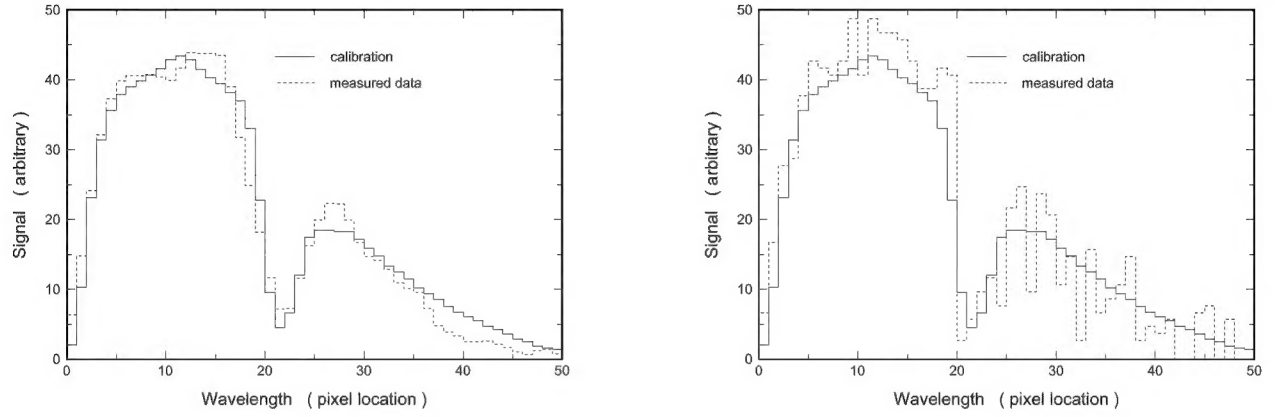 50
40
30
20
10
0
Signal ( arbitrary )
calibration
measured data
0 10 20 30 40 50
Wavelength ( pixel location )
50
40
30
20
10
0
Signal ( arbitrary )
calibration
measured data
0 10 20 30 40 50
Wavelength ( pixel location )